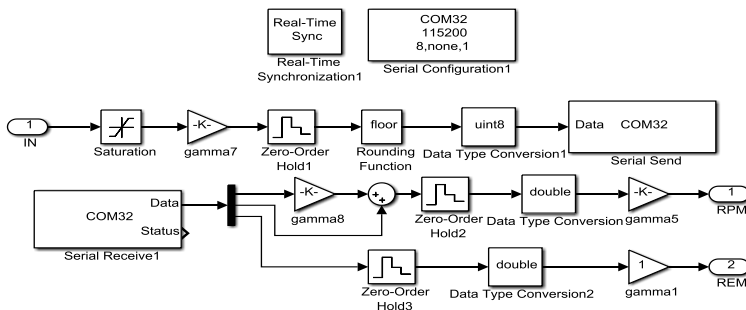 Real-Time
Sync
Real-Time
Synchronization1
COM32
115200
8,none,1
Serial Configuration1
1
IN
Saturation
-K-
gamma7
Zero-Order
Hold1
floor
Rounding
Function
uint8
Data Type Conversion1
Data
COM32
Serial Send
COM32
Data
Status
Serial Receive1
-K-
gamma8
+
+
Zero-Order
Hold2
double
Data Type Conversion
-K-
gamma5
1
RPM
Zero-Order
Hold3
double
Data Type Conversion2
1
gamma1
2
REM